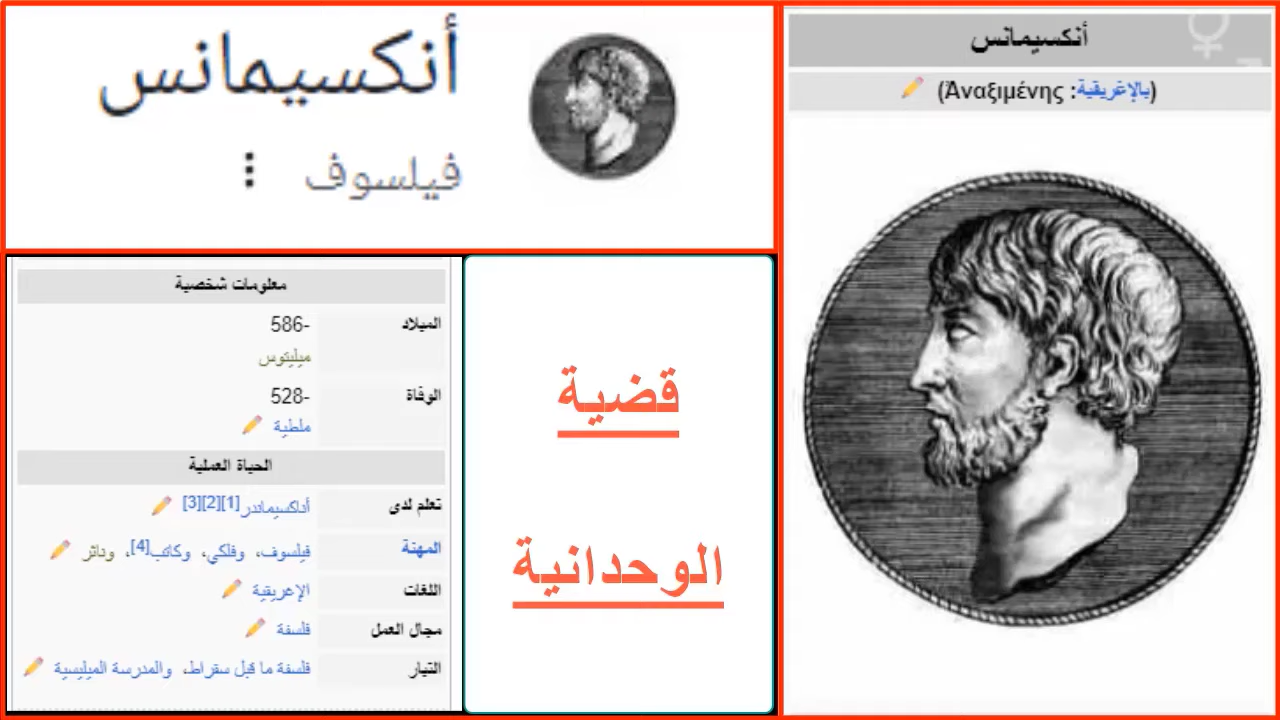 أنكسيمانس
فيلسوف
أنكسيمانس
(بالإغريقية: Ἀναξιμένης)
معلومات شخصية
الميلاد -586
ميليتوس
الوفاة -528
ملطية
الحياة العملية
تعلم لدى أناكسيماندر[1][2][3]
المهنة فيلسوف، وفلكي، وكاتب[4]، وناثر
اللغات الإغريقية
مجال العمل فلسفة
التيار فلسفة ما قبل سقراط، والمدرسة الميليسية
قضية
الوحدانية